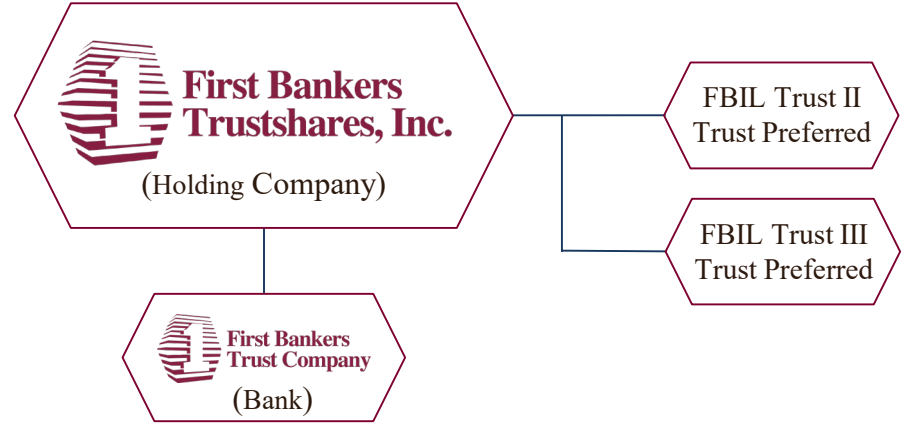 First Bankers
Trustshares, Inc.
(Holding Company)
FBIL Trust II
Trust Preferred
FBIL Trust III
Trust Preferred
First Bankers
Trust Company
(Bank)